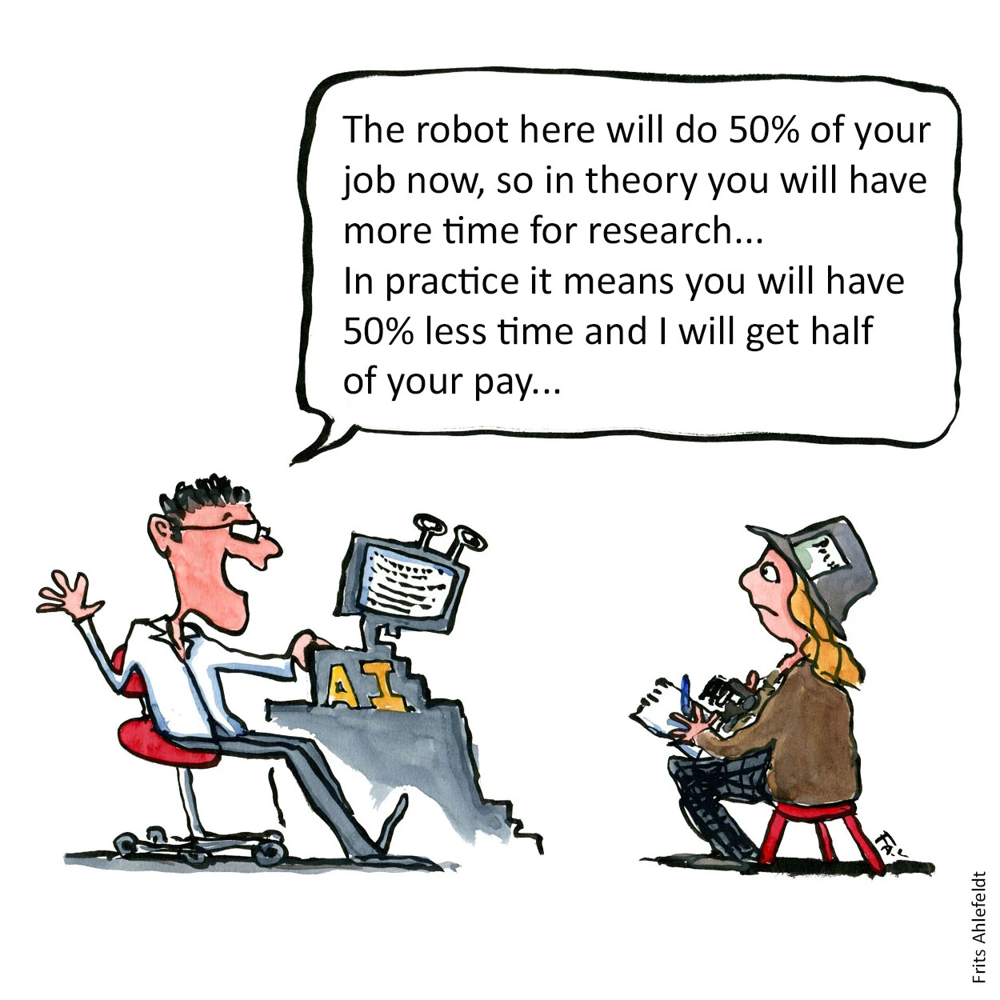 The robot here will do 50% of your
job now, so in theory you will have
more time for research...
In practice it means you will have
50% less time and I will get half
of your pay...
AI
Frits Ahlefeldt